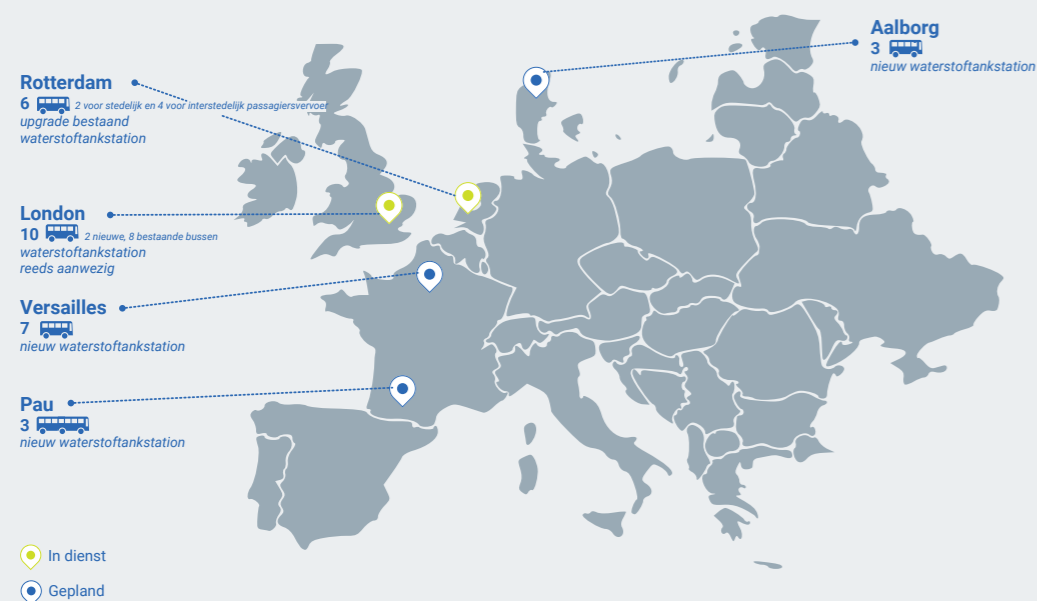 Aalborg
3
nieuw waterstoftankstation
Rotterdam
6 2 voor stedelijk en 4 voor interstedelijk passagiersvervoer
upgrade bestaand
waterstoftankstation
London
10 2 nieuwe, 8 bestaande bussen
waterstoftankstation
reeds aanwezig
Versailles
7
nieuw waterstoftankstation
Pau
3
nieuw waterstoftankstation
In dienst
Gepland